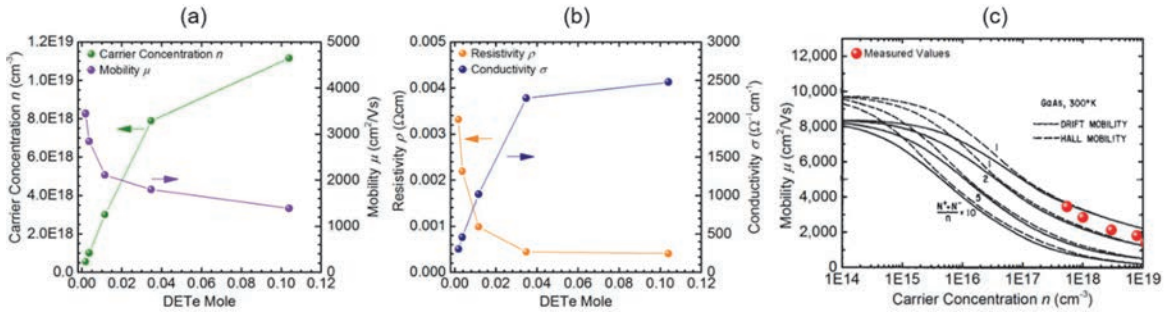 (a)
Carrier Concentration n (cm⁻³)
1.2E19
1.0E19
8.0E18
6.0E18
4.0E18
2.0E18
0.0
Carrier Concentration n
Mobility μ
5000
4000
3000
2000
1000
0
Mobility μ (cm²/Vs)
0.00 0.02 0.04 0.06 0.08 0.10 0.12
DETe Mole
(b)
Resistivity ρ (Ωcm)
0.005
0.004
0.003
0.002
0.001
0.000
Resistivity ρ
Conductivity σ
3000
2500
2000
1500
1000
500
0
Conductivity σ (Ω⁻¹cm⁻¹)
0.00 0.02 0.04 0.06 0.08 0.10 0.12
DETe Mole
(c)
Mobility μ (cm²/Vs)
12,000
10,000
8,000
6,000
4,000
2,000
0
Measured Values
GaAs, 300°K
DRIFT MOBILITY
HALL MOBILITY
1
1
2
5
N⁺+N⁻
n
=10
1E14 1E15 1E16 1E17 1E18 1E19
Carrier Concentration n (cm⁻³)